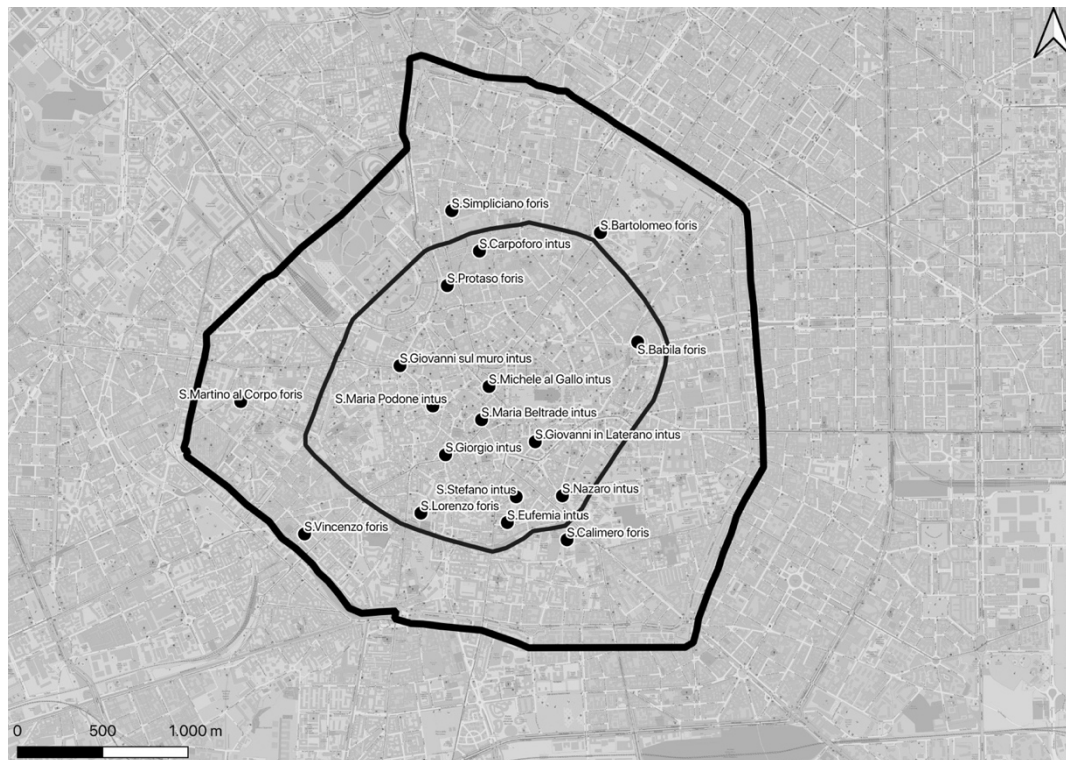 S.Simpliciano foris
S.Bartolomeo foris
S.Carpoforo intus
S.Protaso foris
S.Babila foris
S.Giovanni sul muro intus
S.Michele al Gallo intus
S.Martino al Corpo foris
S.Maria Podone intus
S.Maria Beltrade intus
S.Giovanni in Laterano intus
S.Giorgio intus
S.Stefano intus
S.Nazaro intus
S.Lorenzo foris
S.Eufemia intus
S.Vincenzo foris
S.Calimero foris
0 500 1.000 m